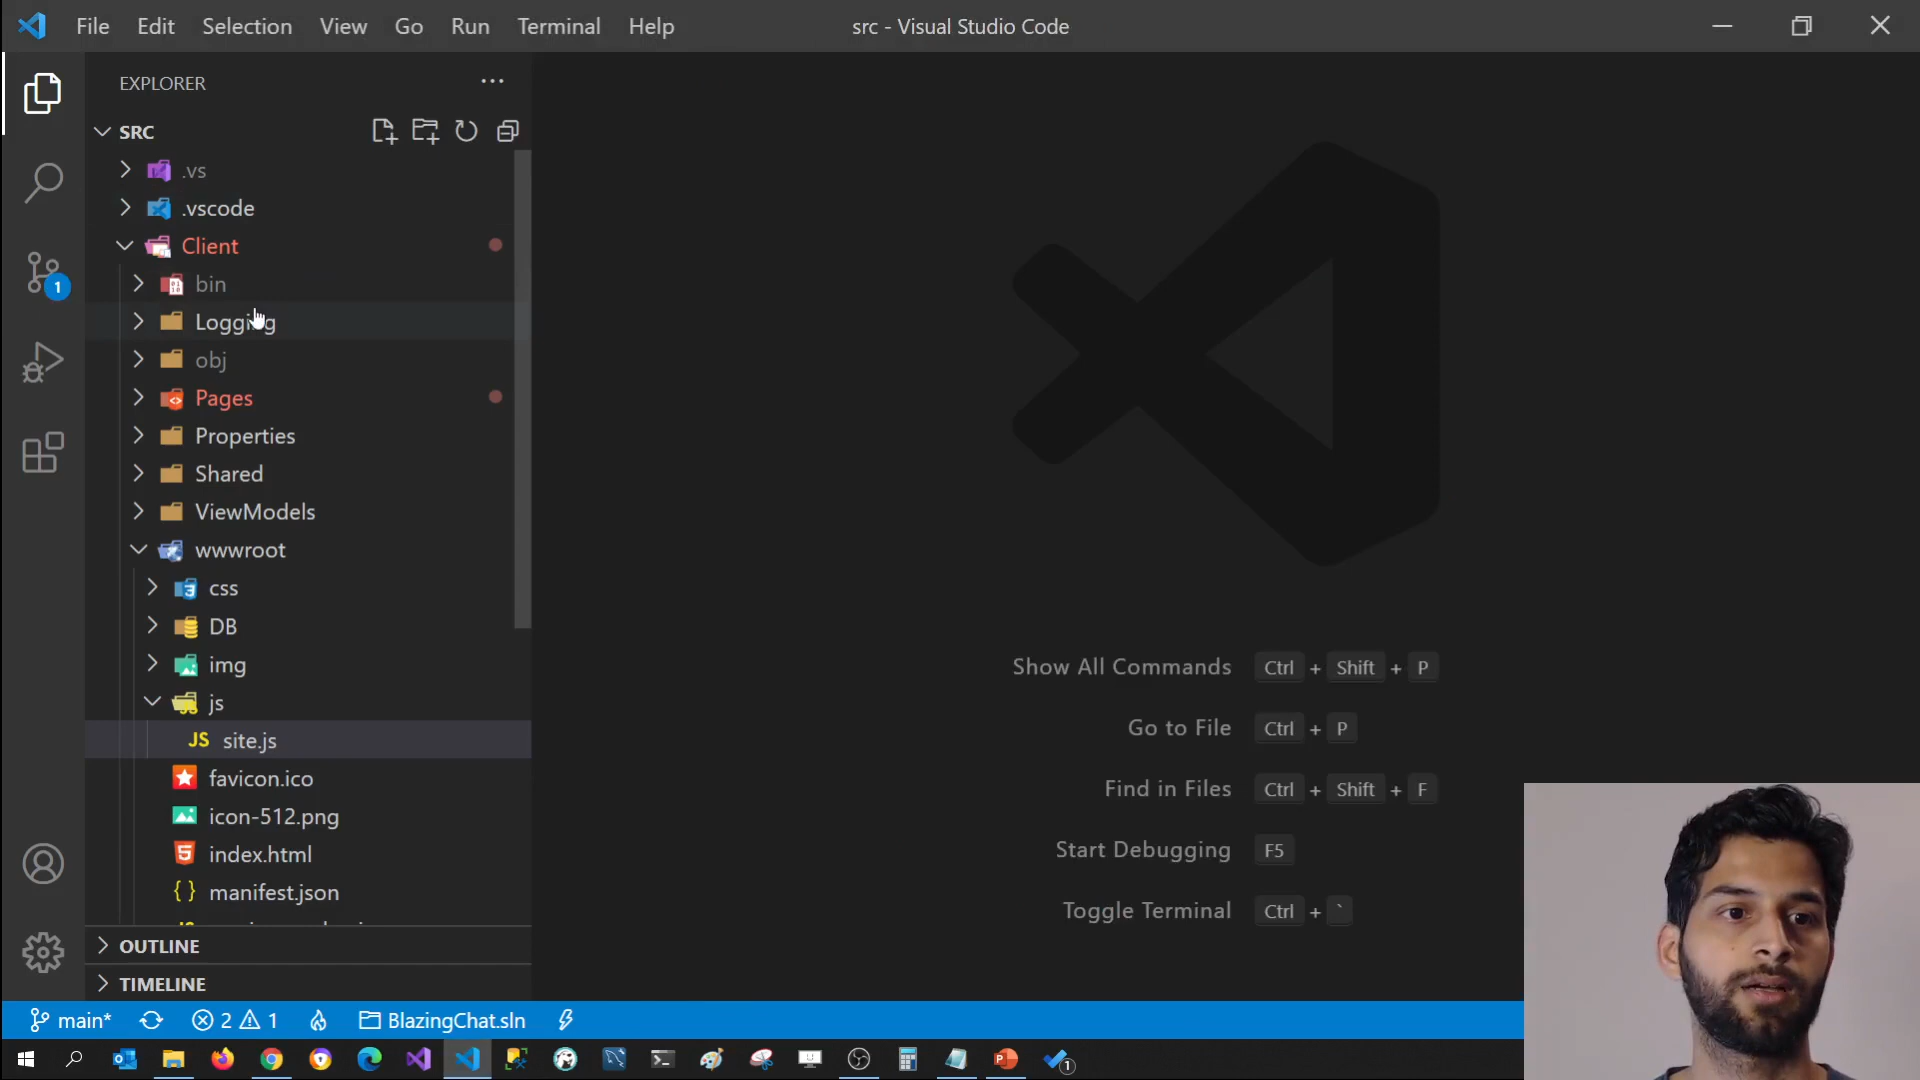 File Edit Selection View Go Run Terminal Help src - Visual Studio Code
EXPLORER
SRC
.vs
.vscode
Client
bin
Logging
obj
Pages
Properties
Shared
ViewModels
wwwroot
css
DB
img
js
JS site.js
favicon.ico
icon-512.png
index.html
manifest.json
OUTLINE
TIMELINE
Show All Commands Ctrl + Shift + P
Go to File Ctrl + P
Find in Files Ctrl + Shift + F
Start Debugging F5
Toggle Terminal Ctrl + `
1
main* 2 1 BlazingChat.sln
1